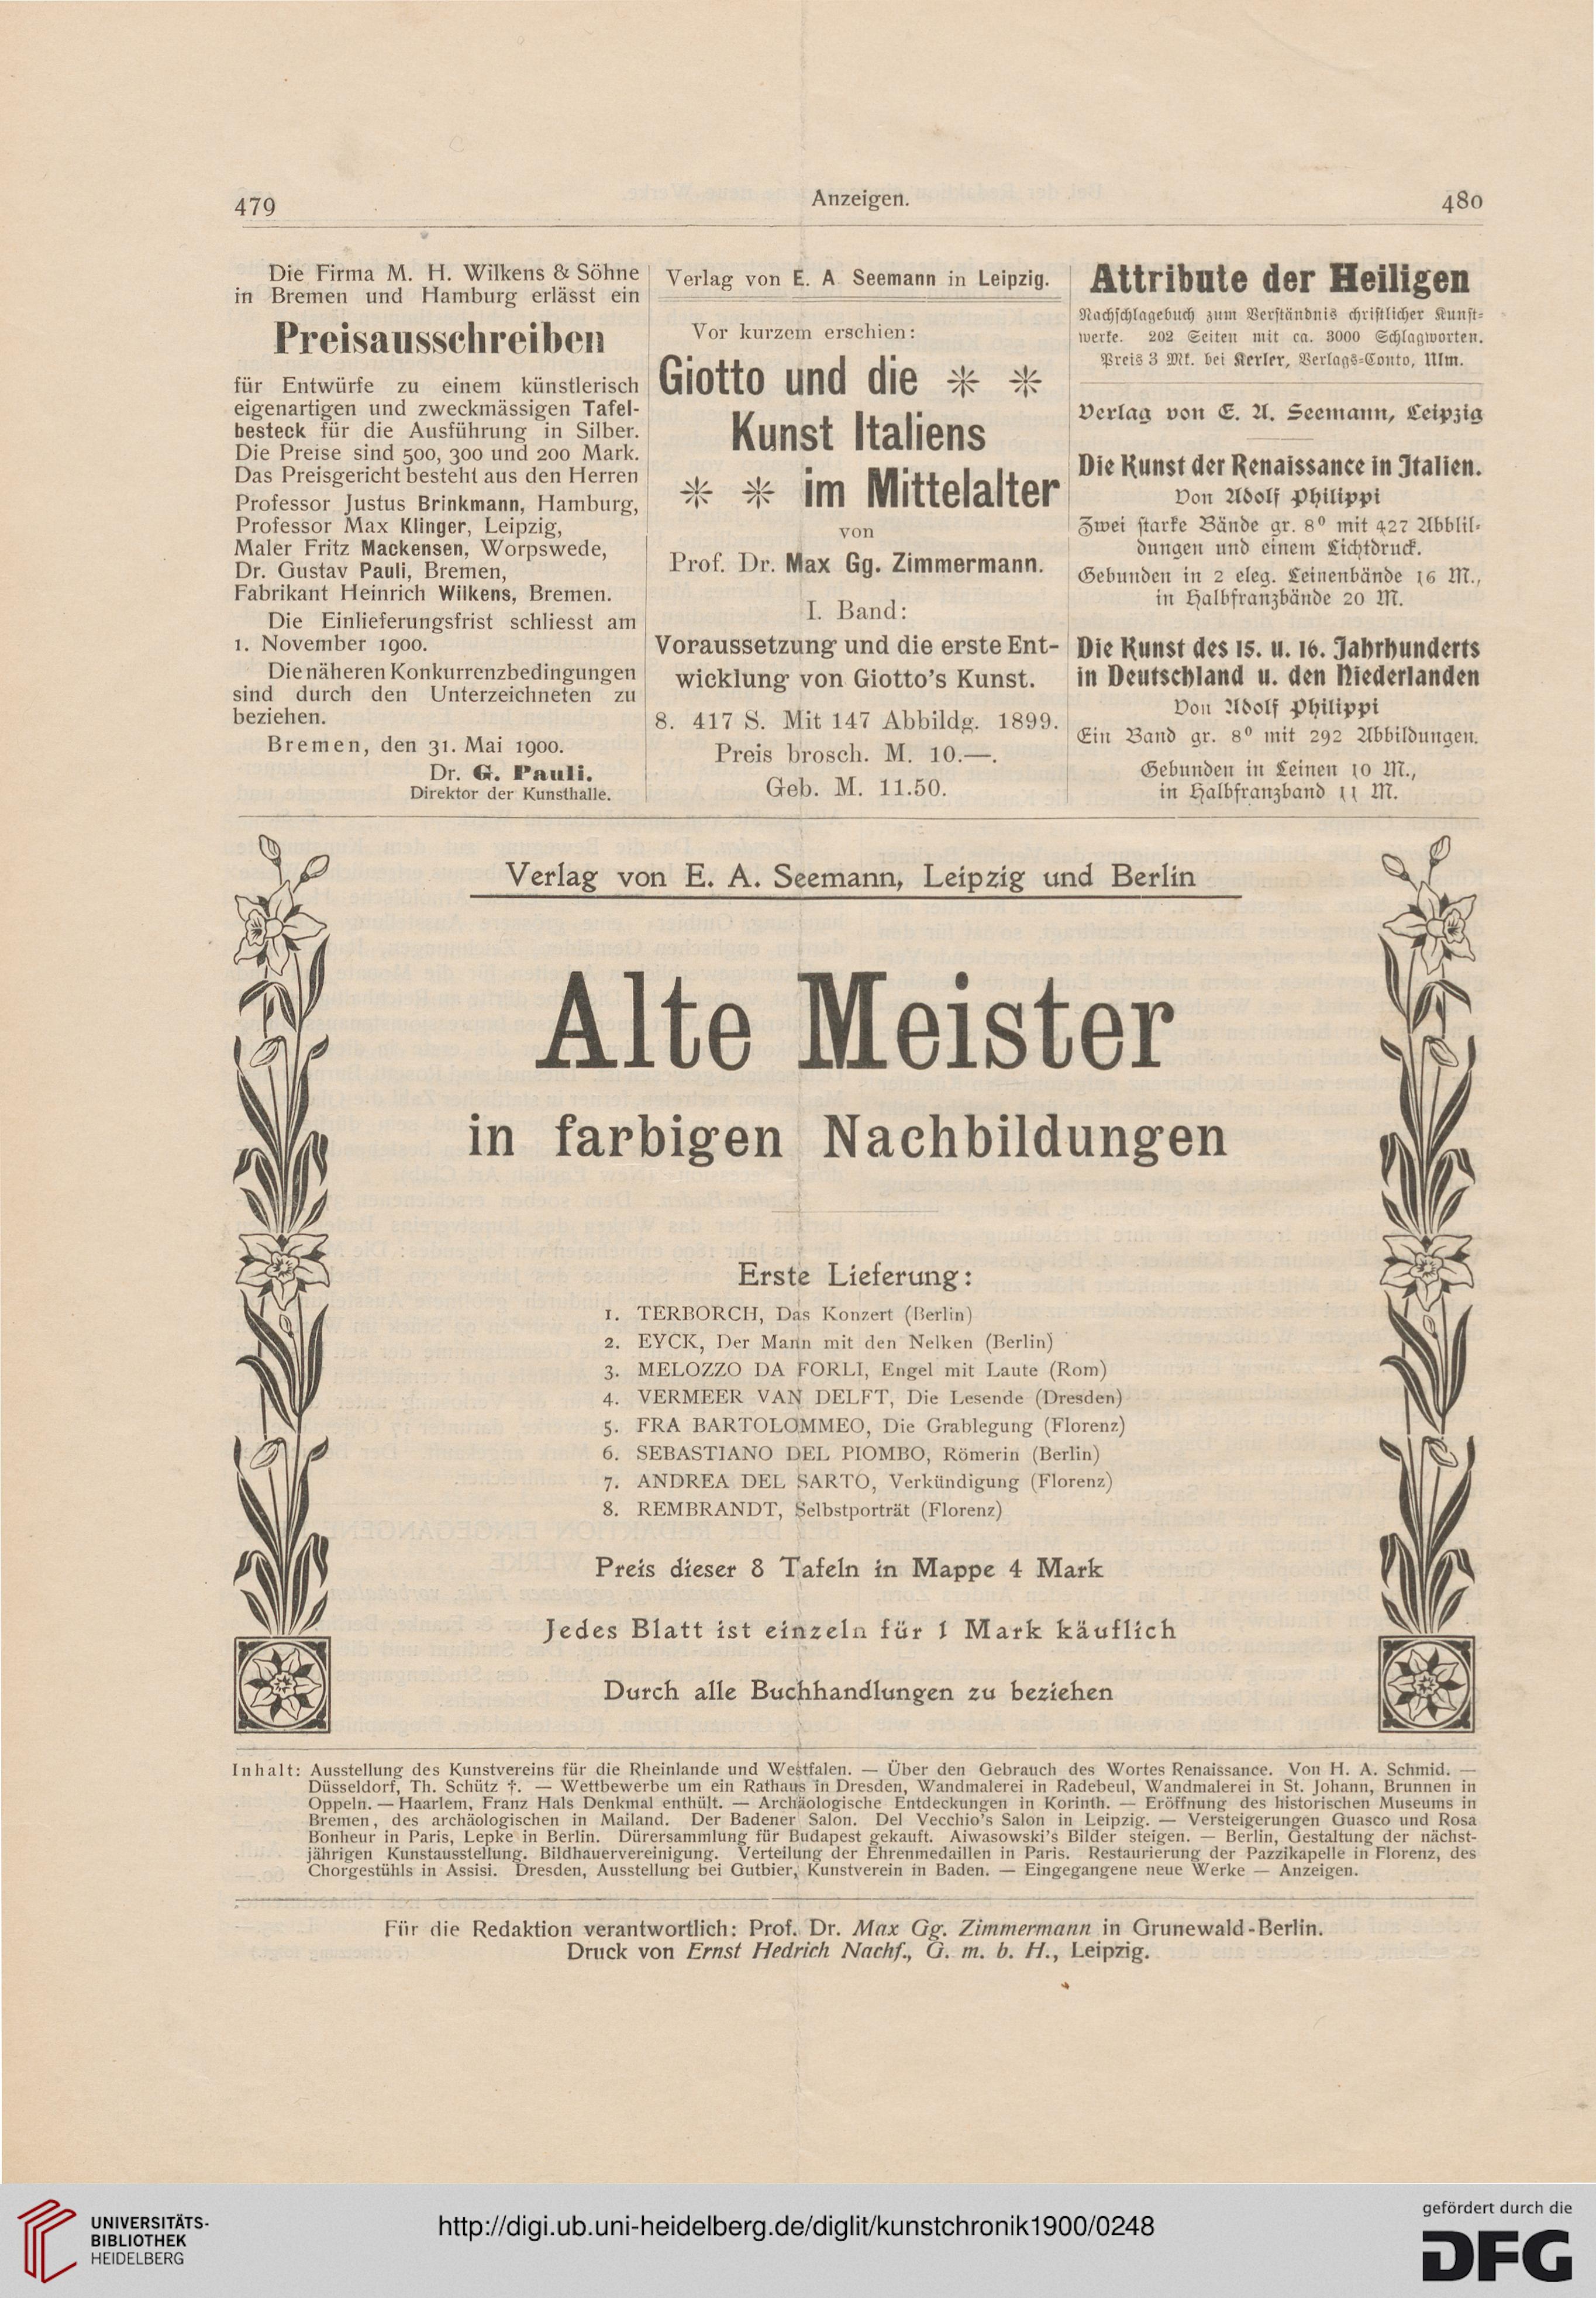 479
Anzeigen.
480
Die Firma M. H. Wilkens & Söhne
in Bremen und Hamburg erlässt ein
Preisausschreiben
für Entwürfe zu einem künstlerisch
eigenartigen und zweckmässigen Tafel-
besteck für die Ausführung in Silber.
Die Preise sind 500, 300 und 200 Mark.
Das Preisgericht besteht aus den Herren
Professor Justus Brinkmann, Hamburg,
Professor Max Klinger, Leipzig,
Maler Fritz Mackensen, Worpswede,
Dr. Gustav Pauli, Bremen,
Fabrikant Heinrich Wilkens, Bremen.
Die Einlieferungsfrist schliesst am
1. November 1900.
Die näheren Konkurrenzbedingungen
sind durch den Unterzeichneten zu
beziehen.
Bremen, den 31. Mai 1900.
Dr. G. Pauli.
Direktor der Kunsthalle.
Verlag von E. A Seemann in Leipzig.
Vor kurzem erschien:
Giotto und die * *
Kunst Italiens
* * im Mittelalter
von
Prof. Dr. Max Gg. Zimmermann.
I. Band:
Voraussetzung und die erste Ent-
wicklung von Giotto's Kunst.
8. 417 S. Mit 147 Abbildg. 1899.
Preis brosch. M. 10.—.
Geb. M. 11.50.
Attribute der Heiligen
Nachschlagebuch zum Verständnis christlicher Kunst-
werke. 202 Seiten mit ca. 3000 Schlagworten.
Preis 3 Mk. bei Kerler, Verlags-Conto, Ulm.
Verlag von E. A. Seemann, Leipzig
Die Kunst der Renaissance in Italien.
Von Adolf Philippi
Zwei starke Bände gr. 8⁰ mit 427 Abblil-
dungen und einem Lichtdruck.
Gebunden in 2 eleg. Leinenbände 16 M.,
in Halbfranzbände 20 M.
Die Kunst des 15. u. 16. Jahrhunderts
in Deutschland u. den Niederlanden
Von Adolf Philippi
Ein Band gr. 8⁰ mit 292 Abbildungen.
Gebunden in Leinen 10 M.,
in Halbfranzband 11 M.
Verlag von E. A. Seemann, Leipzig und Berlin
Alte Meister
in farbigen Nachbildungen
Erste Lieferung:
1. TERBORCH, Das Konzert (Berlin)
2. EYCK, Der Mann mit den Nelken (Berlin)
3. MELOZZO DA FORLI, Engel mit Laute (Rom)
4. VERMEER VAN DELFT, Die Lesende (Dresden)
5. FRA BARTOLOMMEO, Die Grablegung (Florenz)
6. SEBASTIANO DEL PIOMBO, Römerin (Berlin)
7. ANDREA DEL SARTO, Verkündigung (Florenz)
8. REMBRANDT, Selbstporträt (Florenz)
Preis dieser 8 Tafeln in Mappe 4 Mark
Jedes Blatt ist einzeln für 1 Mark käuflich
Durch alle Buchhandlungen zu beziehen
Inhalt: Ausstellung des Kunstvereins für die Rheinlande und Westfalen. — Über den Gebrauch des Wortes Renaissance. Von H. A. Schmid. —
Düsseldorf, Th. Schütz †. — Wettbewerbe um ein Rathaus in Dresden, Wandmalerei in Radebeul, Wandmalerei in St. Johann, Brunnen in
Oppeln. — Haarlem, Franz Hals Denkmal enthült. — Archäologische Entdeckungen in Korinth. — Eröffnung des historischen Museums in
Bremen, des archäologischen in Mailand. Der Badener Salon. Del Vecchio's Salon in Leipzig. — Versteigerungen Guasco und Rosa
Bonheur in Paris, Lepke in Berlin. Dürersammlung für Budapest gekauft. Aiwasowski's Bilder steigen. — Berlin, Gestaltung der nächst-
jährigen Kunstausstellung. Bildhauervereinigung. Verteilung der Ehrenmedaillen in Paris. Restaurierung der Pazzikapelle in Florenz, des
Chorgestühls in Assisi. Dresden, Ausstellung bei Gutbier, Kunstverein in Baden. — Eingegangene neue Werke — Anzeigen.
Für die Redaktion verantwortlich: Prof. Dr. Max Gg. Zimmermann in Grunewald-Berlin.
Druck von Ernst Hedrich Nachf., G. m. b. H., Leipzig.
UNIVERSITÄTS-
BIBLIOTHEK
HEIDELBERG
http://digi.ub.uni-heidelberg.de/diglit/kunstchronik1900/0248
gefördert durch die
DFG